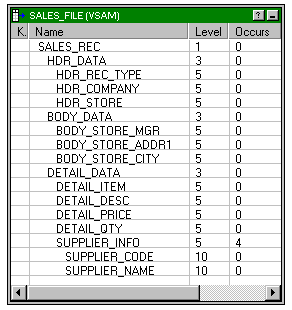 SALES_FILE (VSAM)
K. Name Level Occurs
SALES_REC 1 0
HDR_DATA 3 0
HDR_REC_TYPE 5 0
HDR_COMPANY 5 0
HDR_STORE 5 0
BODY_DATA 3 0
BODY_STORE_MGR 5 0
BODY_STORE_ADDR1 5 0
BODY_STORE_CITY 5 0
DETAIL_DATA 3 0
DETAIL_ITEM 5 0
DETAIL_DESC 5 0
DETAIL_PRICE 5 0
DETAIL_QTY 5 0
SUPPLIER_INFO 5 4
SUPPLIER_CODE 10 0
SUPPLIER_NAME 10 0